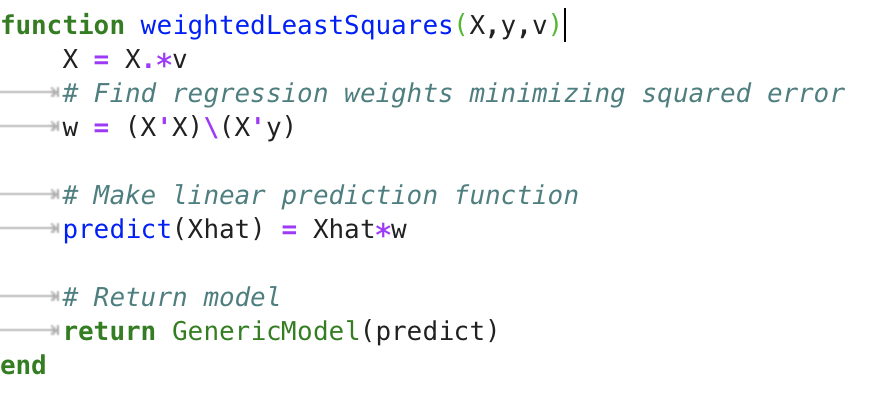 function weightedLeastSquares(X,y,v)
X = X.*v
# Find regression weights minimizing squared error
w = (X'X)\(X'y)
# Make linear prediction function
predict(Xhat) = Xhat*w
# Return model
return GenericModel(predict)
end